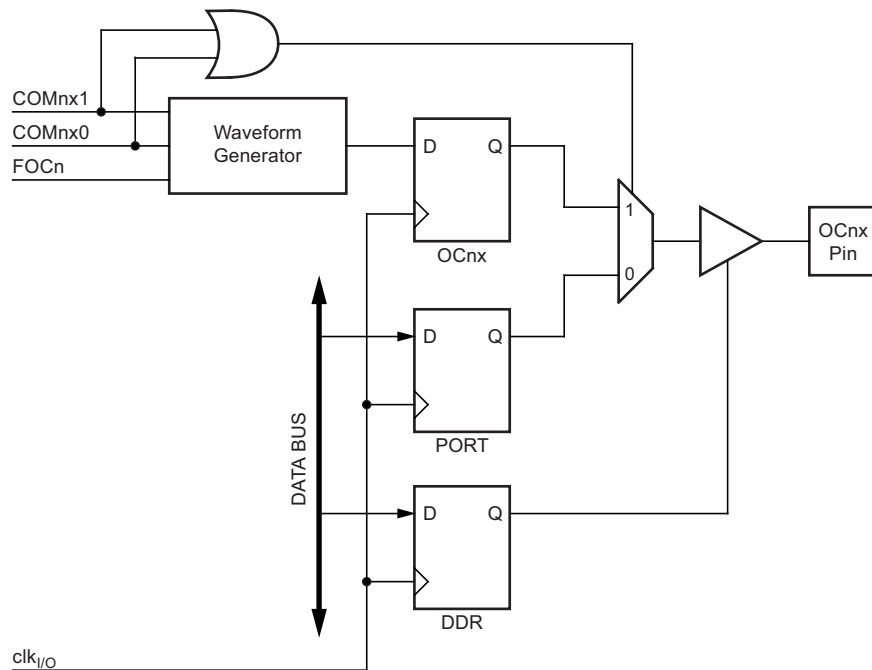 COMnx1
COMnx0
FOCn
Waveform
Generator
D
Q
OCnx
1
0
OCnx
Pin
D
Q
PORT
DATA BUS
D
Q
DDR
clkI/O